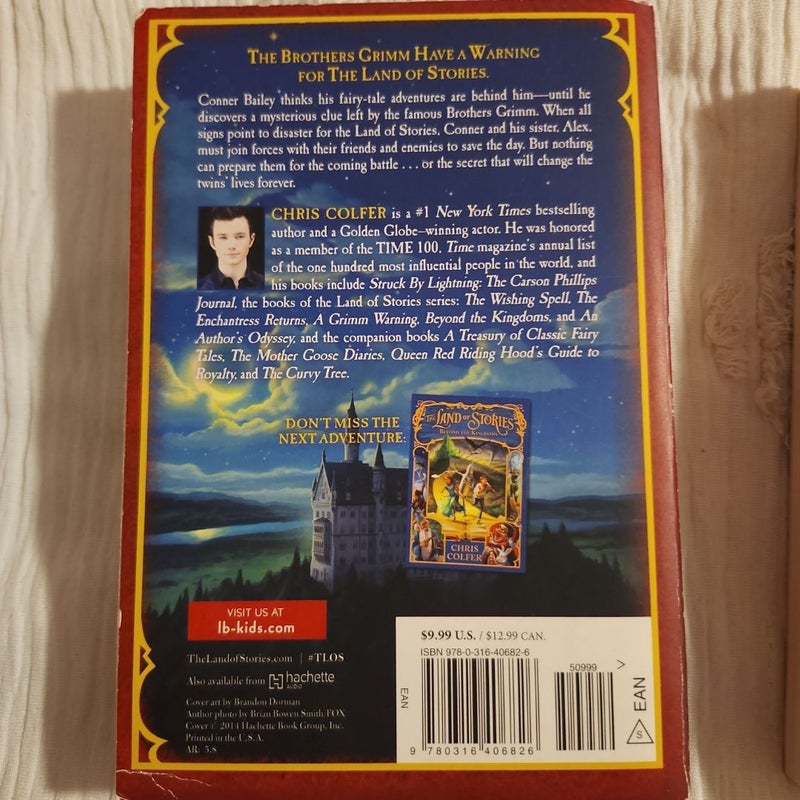 THE BROTHERS GRIMM HAVE A WARNING
FOR THE LAND OF STORIES.
Conner Bailey thinks his fairy-tale adventures are behind him—until he
discovers a mysterious clue left by the famous Brothers Grimm. When all
signs point to disaster for the Land of Stories, Conner and his sister, Alex,
must join forces with their friends and enemies to save the day. But nothing
can prepare them for the coming battle . . . or the secret that will change the
twins' lives forever.
CHRIS COLFER is a #1 New York Times bestselling
author and a Golden Globe–winning actor. He was honored
as a member of the TIME 100, Time magazine's annual list
of the one hundred most influential people in the world, and
his books include Struck By Lightning: The Carson Phillips
Journal, the books of the Land of Stories series: The Wishing Spell, The
Enchantress Returns, A Grimm Warning, Beyond the Kingdoms, and An
Author's Odyssey, and the companion books A Treasury of Classic Fairy
Tales, The Mother Goose Diaries, Queen Red Riding Hood's Guide to
Royalty, and The Curvy Tree.
DON'T MISS THE
NEXT ADVENTURE:
THE LAND OF STORIES
BEYOND THE KINGDOMS
CHRIS
COLFER
VISIT US AT
lb-kids.com
TheLandofStories.com | #TLOS
Also available from hachette
AUDIO
Cover art by Brandon Dorman
Author photo by Brian Bowen Smith/FOX
Cover © 2014 Hachette Book Group, Inc.
Printed in the U.S.A.
AR: 5.8
$9.99 U.S. / $12.99 CAN.
ISBN 978-0-316-40682-6
50999 >
EAN
9 780316 406826
S EAN